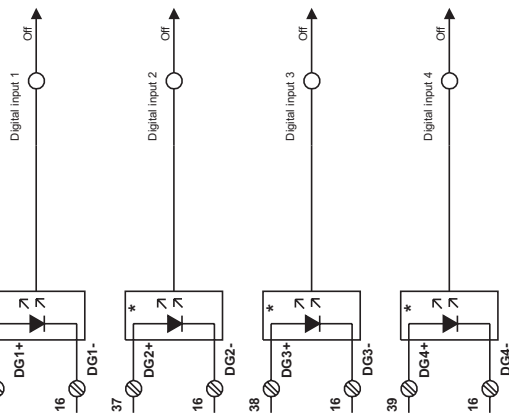 Off
Digital input 1
DG1+
DG1-
16
Off
Digital input 2
*
DG2+
DG2-
37
16
Off
Digital input 3
*
DG3+
DG3-
38
16
Off
Digital input 4
*
DG4+
DG4-
39
16